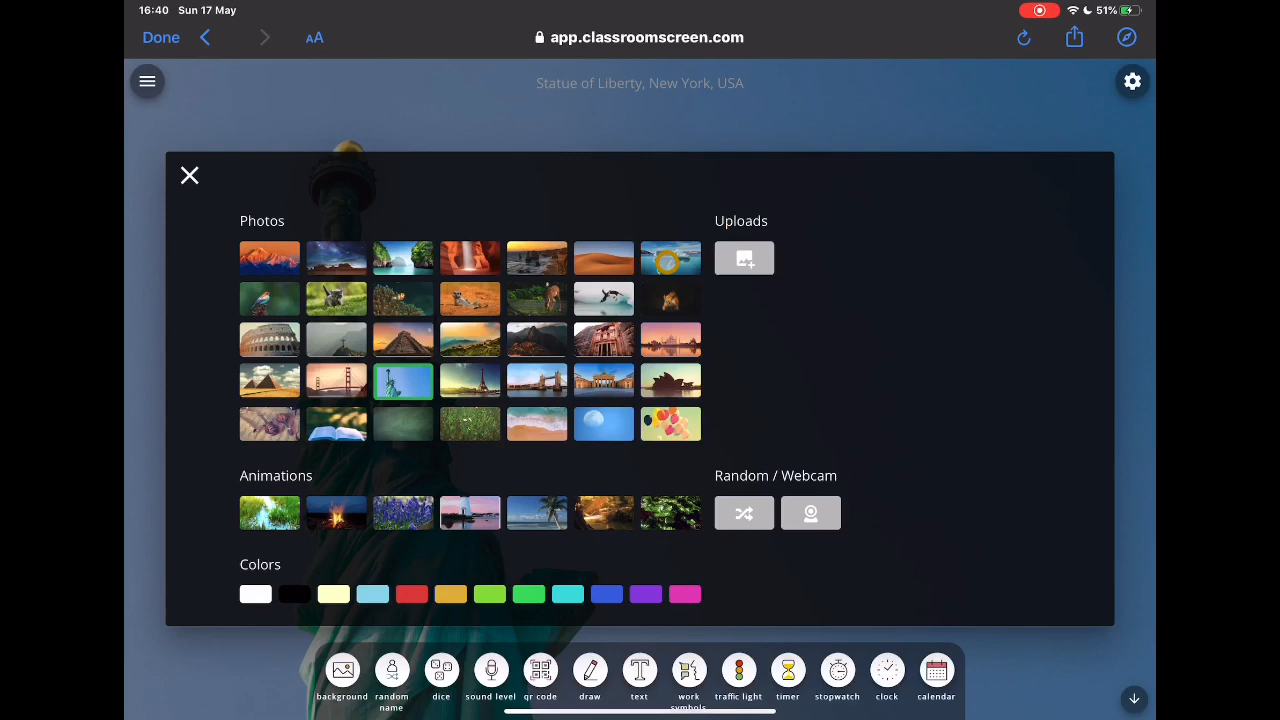 16:40 Sun 17 May 51%
Done AA app.classroomscreen.com
Statue of Liberty, New York, USA
Photos Uploads
Animations Random / Webcam
Colors
background random name dice sound level qr code draw text work symbols traffic light timer stopwatch clock calendar